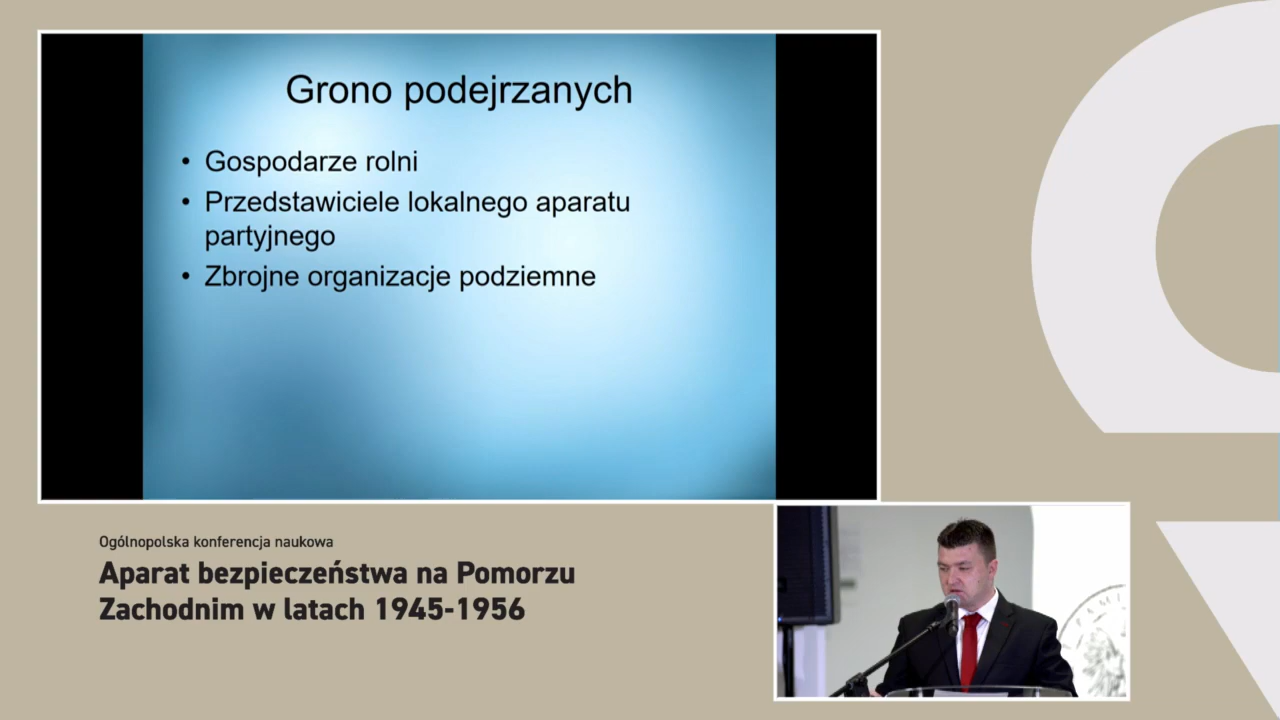 Grono podejrzanych
• Gospodarze rolni
• Przedstawiciele lokalnego aparatu
partyjnego
• Zbrojne organizacje podziemne
Ogólnopolska konferencja naukowa
Aparat bezpieczeństwa na Pomorzu
Zachodnim w latach 1945-1956